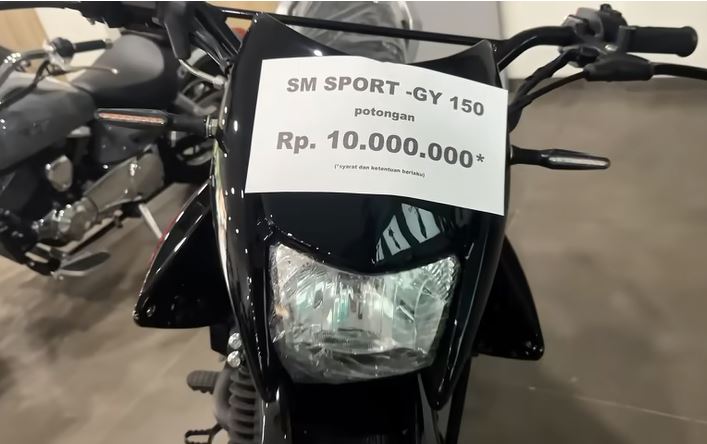 SM SPORT -GY 150
potongan
Rp. 10.000.000*
(*syarat dan ketentuan berlaku)